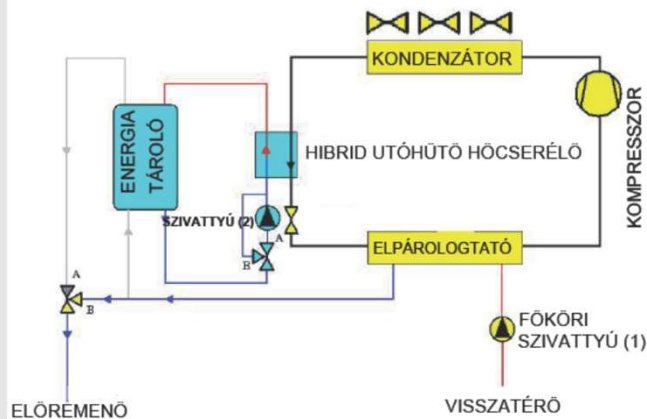 KONDENZÁTOR
KOMPRESSZOR
ENERGIA
TÁROLÓ
HIBRID UTÓHŰTŐ HŐCSERÉLŐ
SZIVATTYÚ (2)
A
B
ELPÁROLOGTATÓ
A
B
FŐKÖRI
SZIVATTYÚ (1)
ELŐREMENŐ
VISSZATÉRŐ